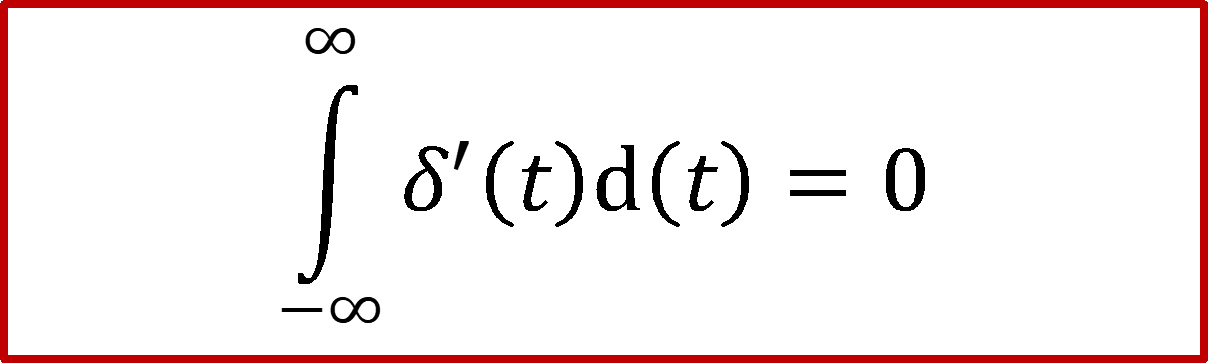 ∫_{-∞}^{∞} δ′(t)d(t) = 0